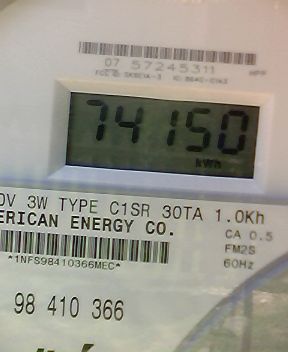 07 57245311
74150
kWh
0V 3W TYPE C1SR 30TA 1.0Kh
ERICAN ENERGY CO.
CA 0.5
FM2S
60Hz
*1NFS98410366MEC*
98 410 366